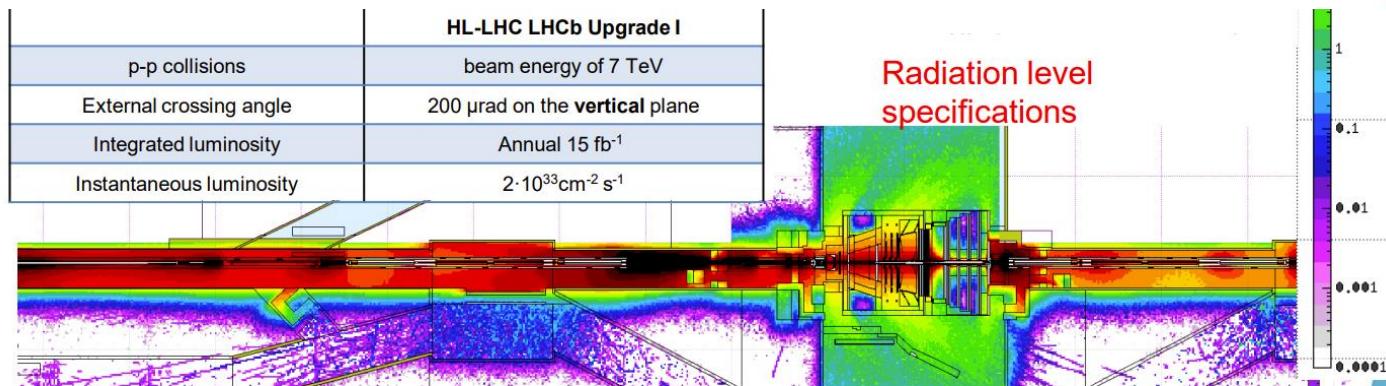 HL-LHC LHCb Upgrade I
p-p collisions
beam energy of 7 TeV
External crossing angle
200 µrad on the vertical plane
Integrated luminosity
Annual 15 fb⁻¹
Instantaneous luminosity
2·10³³cm⁻² s⁻¹
Radiation level
specifications
1
0.1
0.01
0.001
0.0001